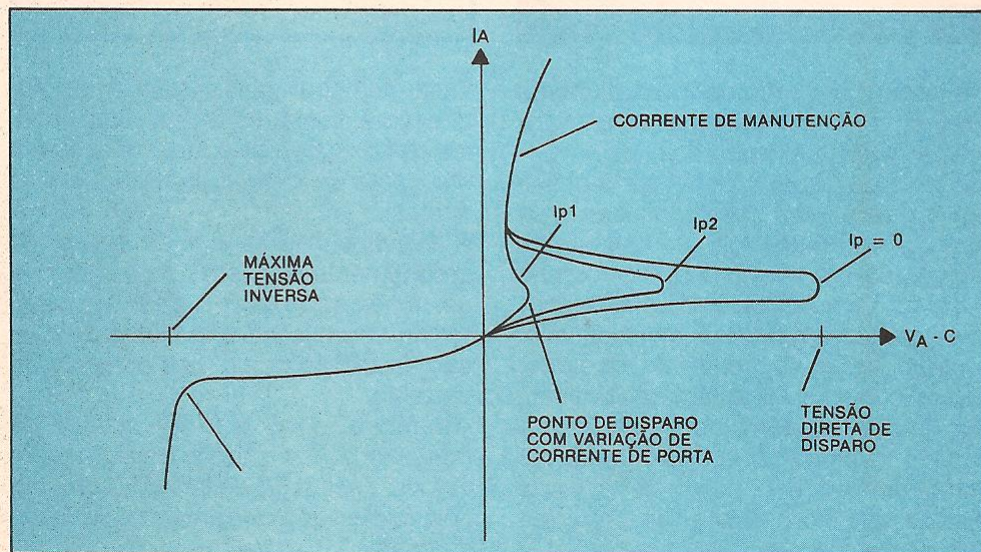 IA
CORRENTE DE MANUTENÇÃO
Ip1
Ip2
Ip = 0
MÁXIMA
TENSÃO
INVERSA
VA - C
PONTO DE DISPARO
COM VARIAÇÃO DE
CORRENTE DE PORTA
TENSÃO
DIRETA DE
DISPARO